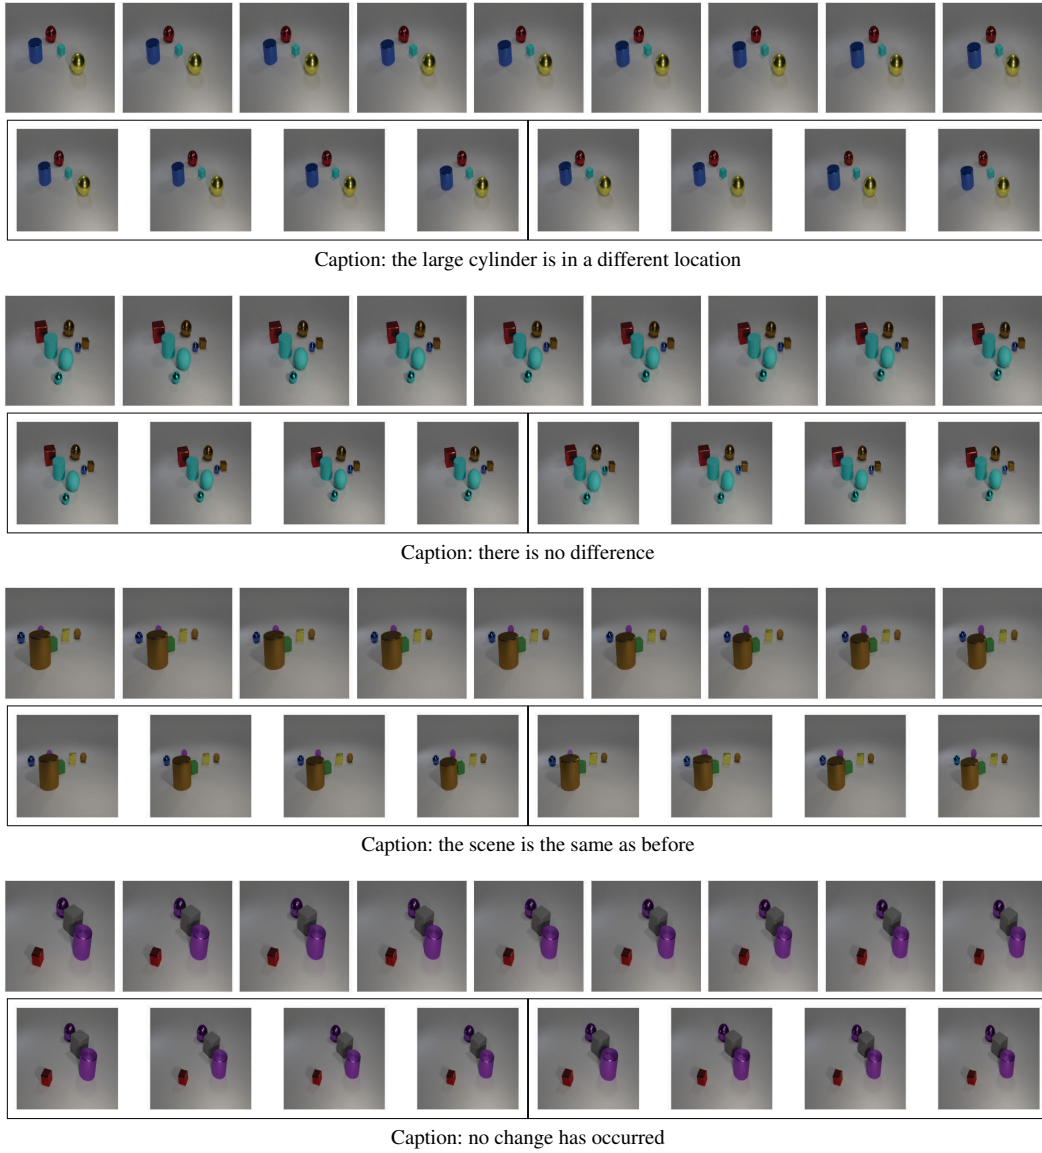 Caption: the large cylinder is in a different location
Caption: there is no difference
Caption: the scene is the same as before
Caption: no change has occurred